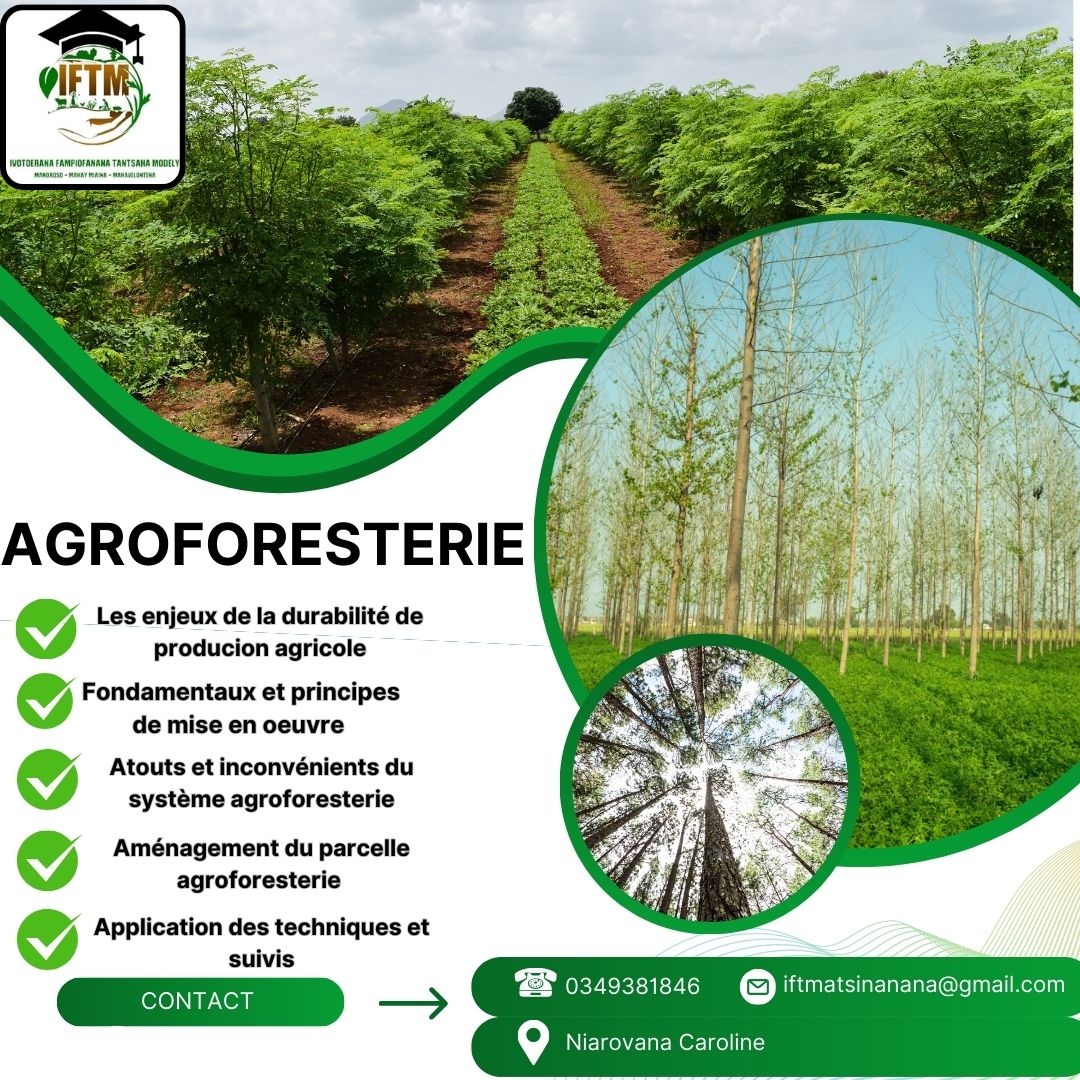 IFTM
IVOTOERANA FAMPIOFANANA TANTSAHA MODELY
MANDROSO - MAHAY MIAINA - MAHAVELONTENA
AGROFORESTERIE
Les enjeux de la durabilité de
producion agricole
Fondamentaux et principes
de mise en oeuvre
Atouts et inconvénients du
système agroforesterie
Aménagement du parcelle
agroforesterie
Application des techniques et
suivis
CONTACT
0349381846
iftmatsinanana@gmail.com
Niarovana Caroline